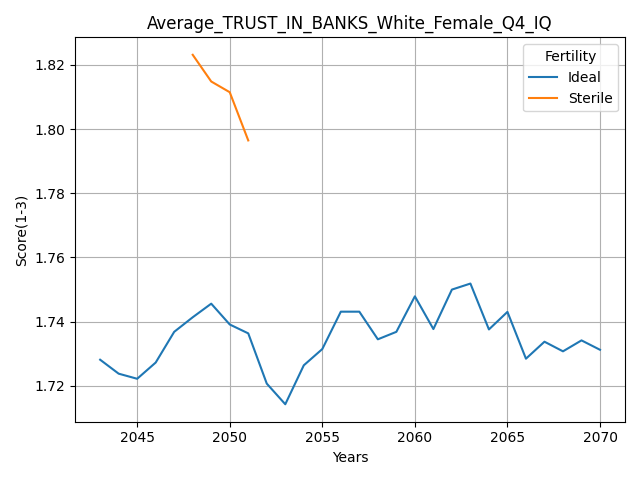 Average_TRUST_IN_BANKS_White_Female_Q4_IQ
Fertility
Ideal
Sterile
Score(1-3)
1.82
1.80
1.78
1.76
1.74
1.72
2045 2050 2055 2060 2065 2070
Years